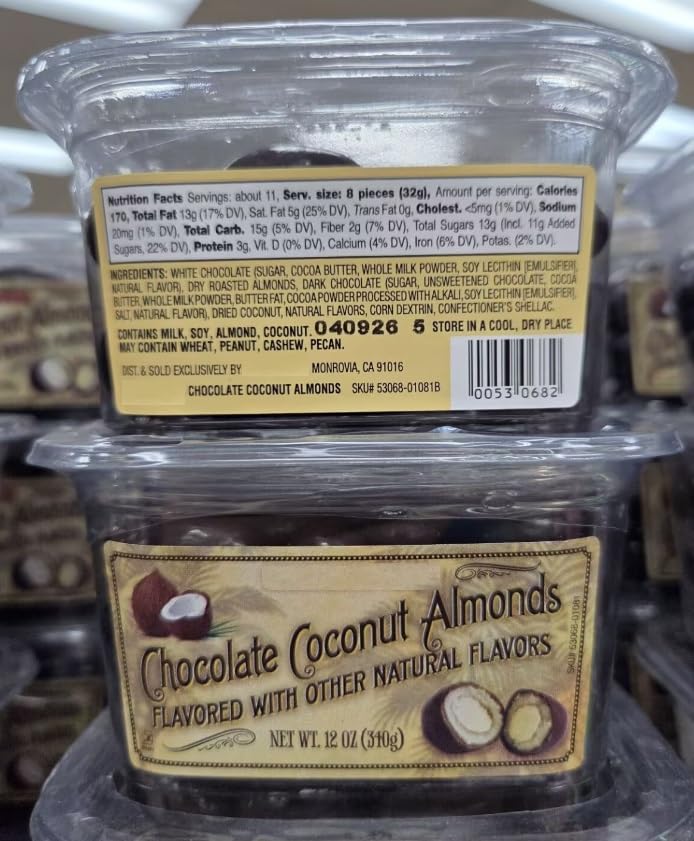 Nutrition Facts Servings: about 11, Serv. size: 8 pieces (32g), Amount per serving: Calories
170, Total Fat 13g (17% DV), Sat. Fat 5g (25% DV), Trans Fat 0g, Cholest. <5mg (1% DV), Sodium
20mg (1% DV), Total Carb. 15g (5% DV), Fiber 2g (7% DV), Total Sugars 13g (Incl. 11g Added
Sugars, 22% DV), Protein 3g, Vit. D (0% DV), Calcium (4% DV), Iron (6% DV), Potas. (2% DV).
INGREDIENTS: WHITE CHOCOLATE (SUGAR, COCOA BUTTER, WHOLE MILK POWDER, SOY LECITHIN [EMULSIFIER],
NATURAL FLAVOR), DRY ROASTED ALMONDS, DARK CHOCOLATE (SUGAR, UNSWEETENED CHOCOLATE, COCOA
BUTTER, WHOLE MILK POWDER, BUTTER FAT, COCOA POWDER PROCESSED WITH ALKALI, SOY LECITHIN [EMULSIFIER],
SALT, NATURAL FLAVOR), DRIED COCONUT, NATURAL FLAVORS, CORN DEXTRIN, CONFECTIONER'S SHELLAC.
CONTAINS MILK, SOY, ALMOND, COCONUT. 040926 5 STORE IN A COOL, DRY PLACE
MAY CONTAIN WHEAT, PEANUT, CASHEW, PECAN.
DIST. & SOLD EXCLUSIVELY BY MONROVIA, CA 91016
CHOCOLATE COCONUT ALMONDS SKU# 53068-01081B
0053 0682
Chocolate Coconut Almonds
FLAVORED WITH OTHER NATURAL FLAVORS
NET WT. 12 OZ (340g)
SKU# 53068-01081